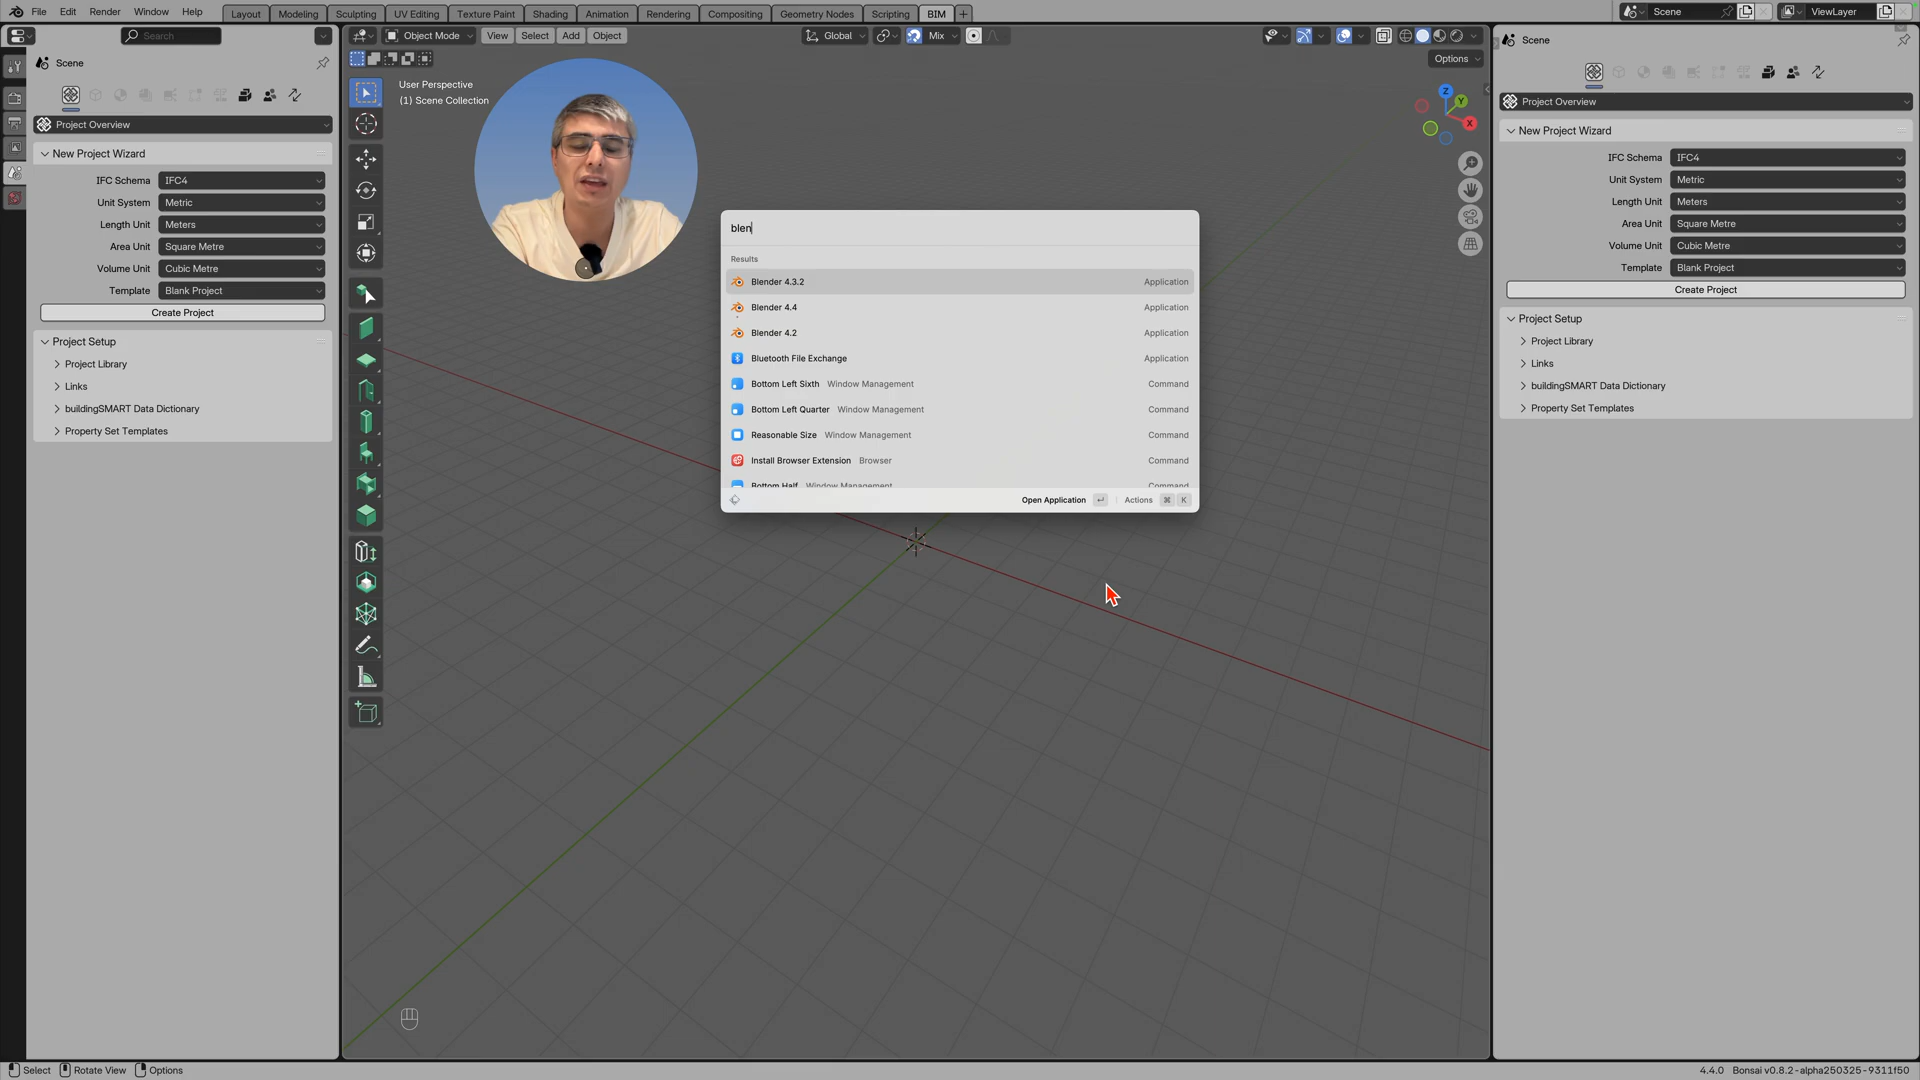 File Edit Render Window Help Layout Modeling Sculpting UV Editing Texture Paint Shading Animation Rendering Compositing Geometry Nodes Scripting BIM Scene ViewLayer
Search
Object Mode View Select Add Object Global Mix
Options
Scene
Project Overview
New Project Wizard
IFC Schema IFC4
Unit System Metric
Length Unit Meters
Area Unit Square Metre
Volume Unit Cubic Metre
Template Blank Project
Create Project
Project Setup
Project Library
Links
buildingSMART Data Dictionary
Property Set Templates
User Perspective
(1) Scene Collection
Z
Y
X
blen
Results
Blender 4.3.2 Application
Blender 4.4 Application
Blender 4.2 Application
Bluetooth File Exchange Application
Bottom Left Sixth Window Management Command
Bottom Left Quarter Window Management Command
Reasonable Size Window Management Command
Install Browser Extension Browser Command
Bottom Half Window Management Command
Open Application Actions ⌘ K
Scene
Project Overview
New Project Wizard
IFC Schema IFC4
Unit System Metric
Length Unit Meters
Area Unit Square Metre
Volume Unit Cubic Metre
Template Blank Project
Create Project
Project Setup
Project Library
Links
buildingSMART Data Dictionary
Property Set Templates
Select Rotate View Options
4.4.0 Bonsai v0.8.2-alpha250325-9311f50